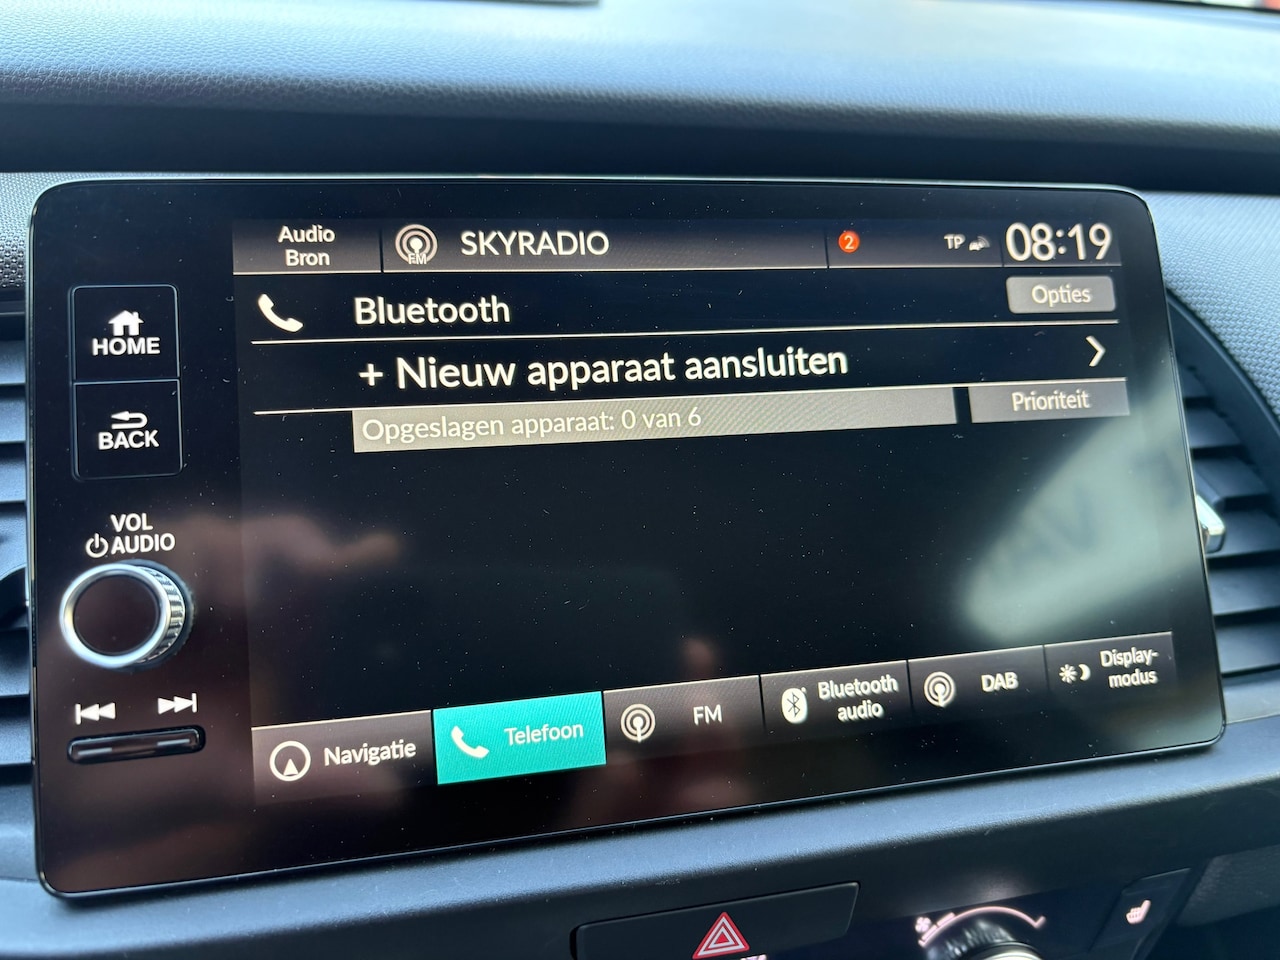 Audio
Bron
FM
SKYRADIO
2
TP
08:19
HOME
BACK
Bluetooth
Opties
+ Nieuw apparaat aansluiten
Opgeslagen apparaat: 0 van 6
Prioriteit
VOL
AUDIO
Navigatie
Telefoon
FM
Bluetooth
audio
DAB
Display-
modus